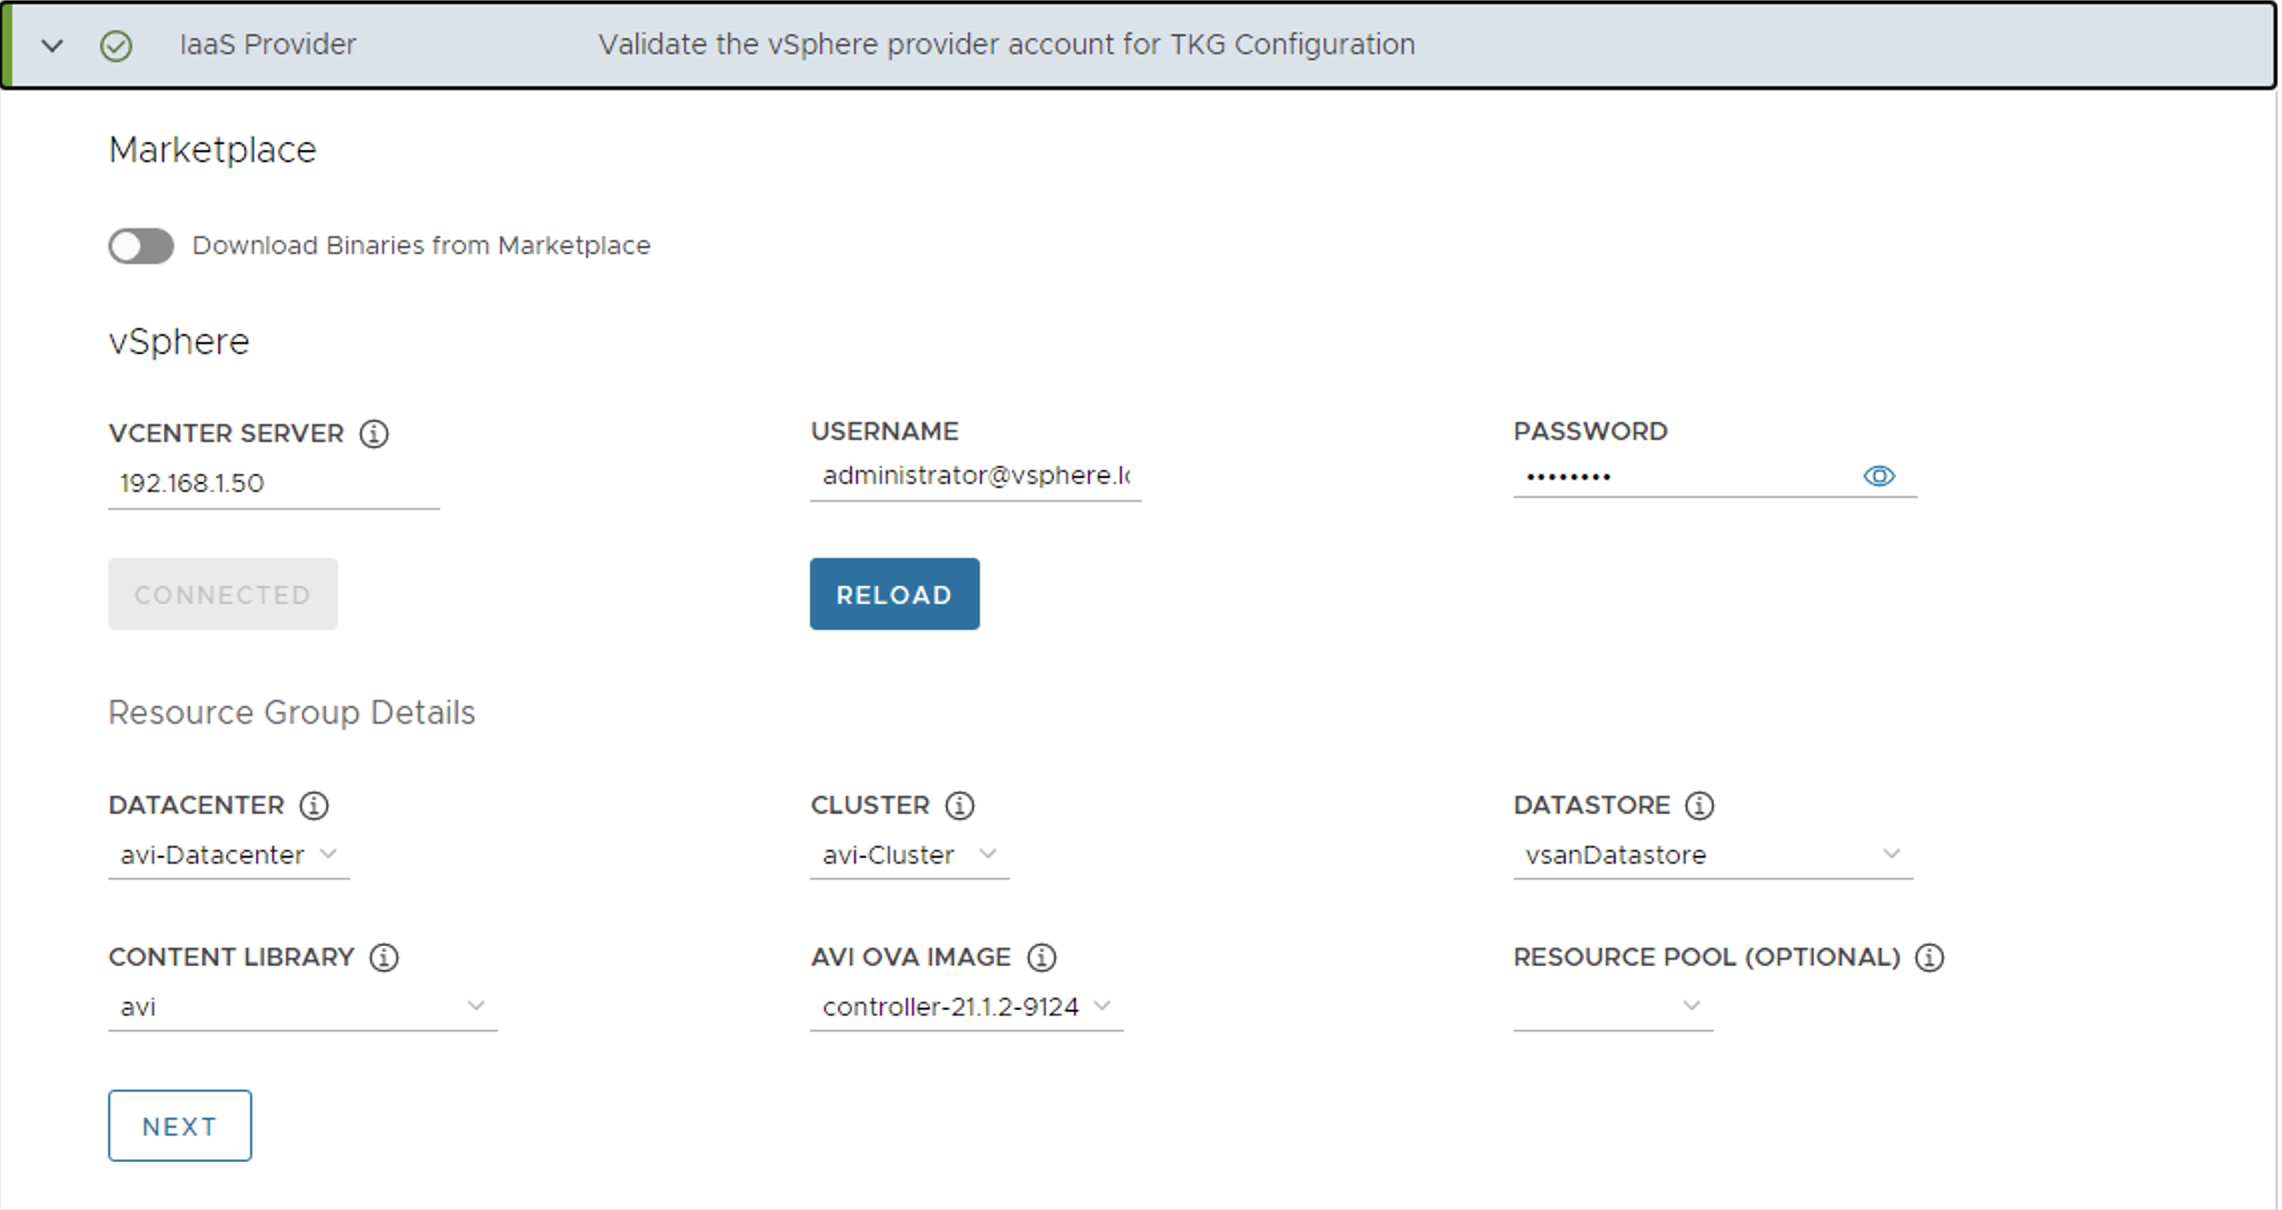 IaaS Provider Validate the vSphere provider account for TKG Configuration
Marketplace
Download Binaries from Marketplace
vSphere
VCENTER SERVER USERNAME PASSWORD
192.168.1.50 administrator@vsphere.lo ••••••••
CONNECTED RELOAD
Resource Group Details
DATACENTER CLUSTER DATASTORE
avi-Datacenter avi-Cluster vsanDatastore
CONTENT LIBRARY AVI OVA IMAGE RESOURCE POOL (OPTIONAL)
avi controller-21.1.2-9124
NEXT